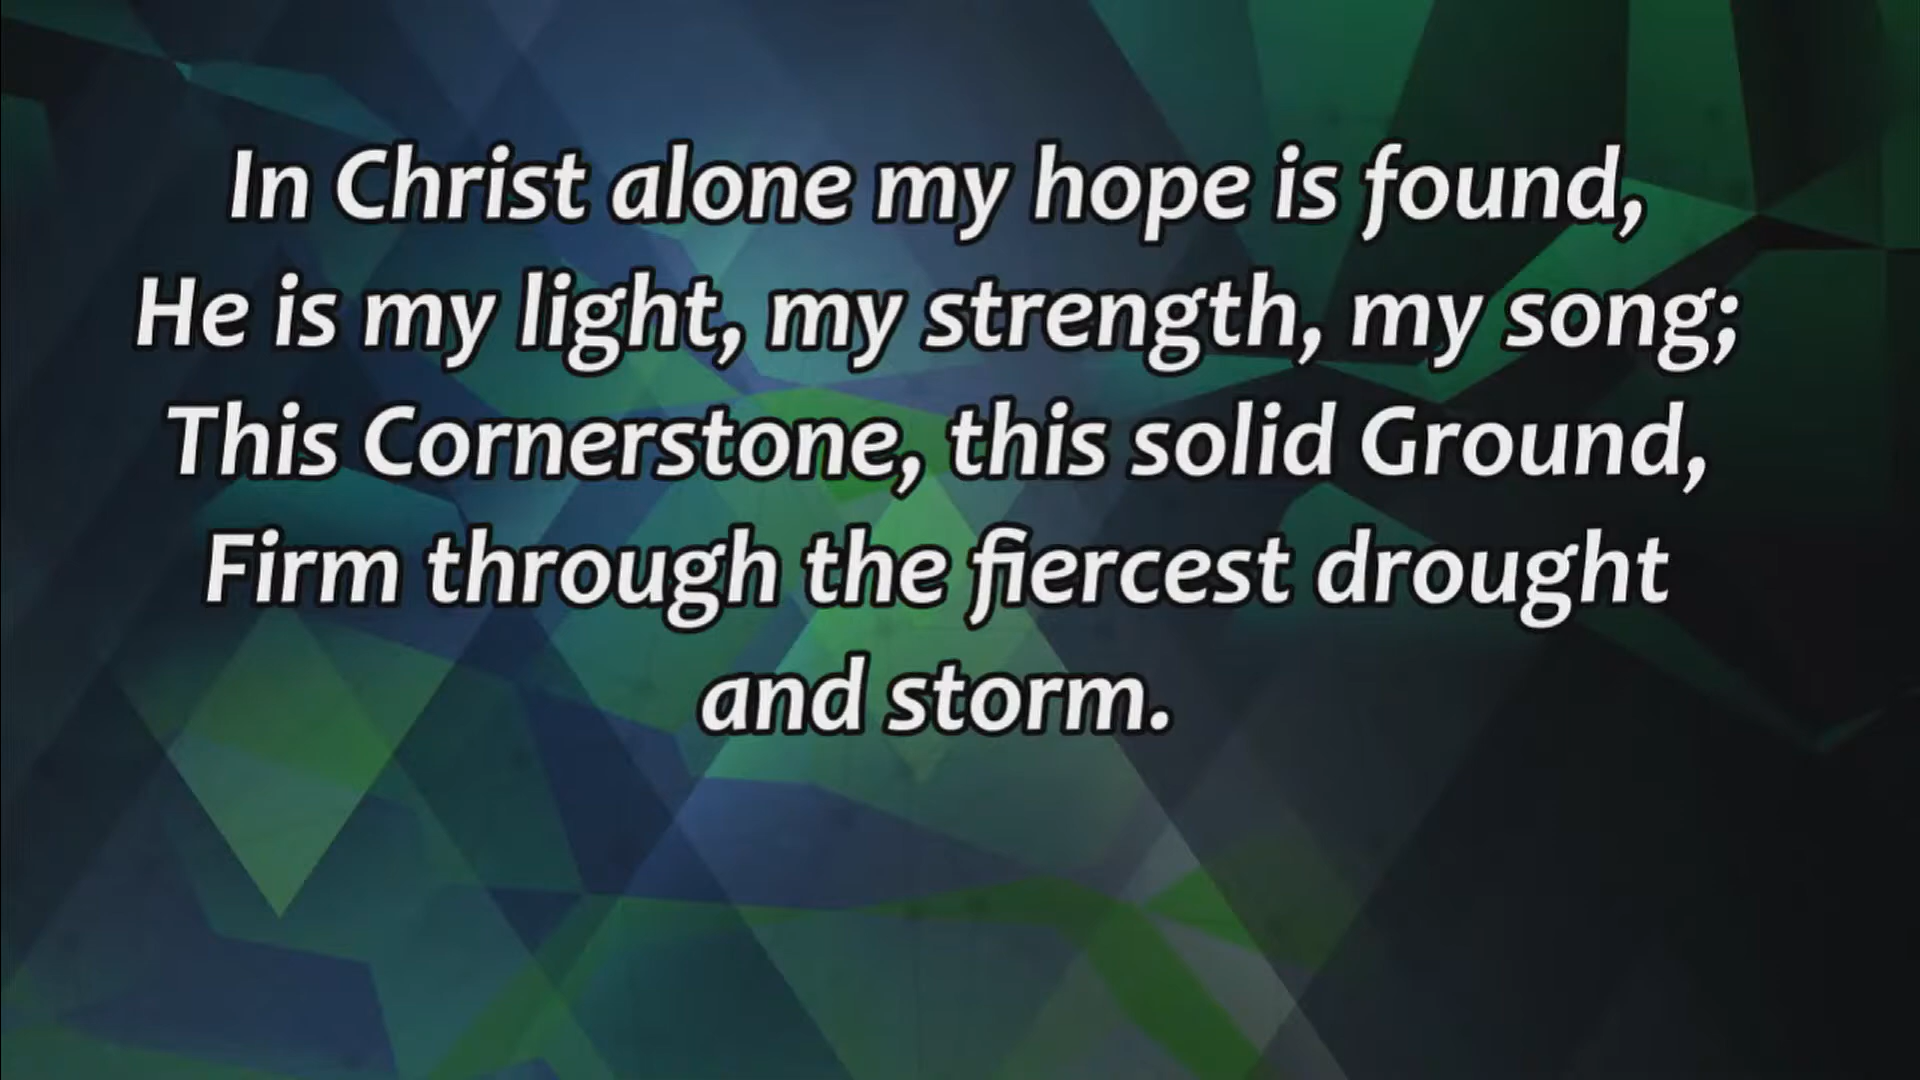 In Christ alone my hope is found,
He is my light, my strength, my song;
This Cornerstone, this solid Ground,
Firm through the fiercest drought
and storm.